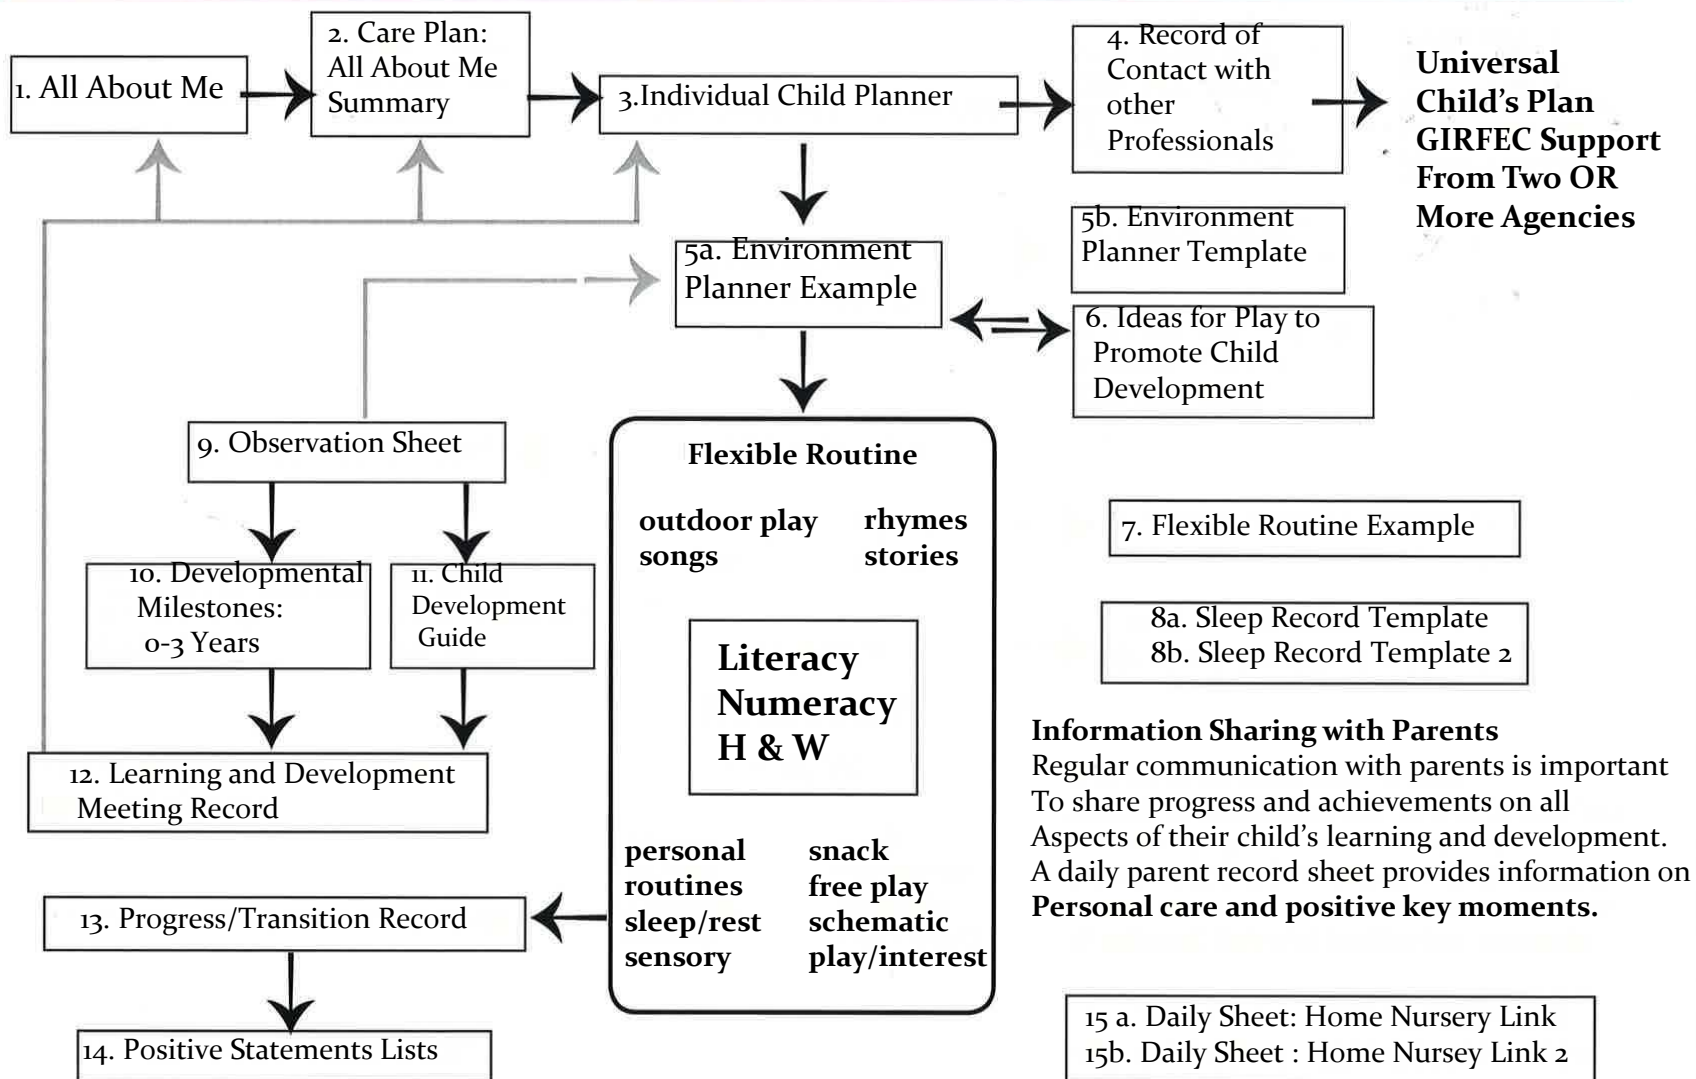 1. All About Me
2. Care Plan:
All About Me
Summary
3.Individual Child Planner
4. Record of
Contact with
other
Professionals
Universal
Child’s Plan
GIRFEC Support
From Two OR
More Agencies
5a. Environment
Planner Example
5b. Environment
Planner Template
6. Ideas for Play to
Promote Child
Development
9. Observation Sheet
10. Developmental
Milestones:
0-3 Years
11. Child
Development
Guide
12. Learning and Development
Meeting Record
Flexible Routine
outdoor play rhymes
songs stories
Literacy
Numeracy
H & W
personal snack
routines free play
sleep/rest schematic
sensory play/interest
7. Flexible Routine Example
8a. Sleep Record Template
8b. Sleep Record Template 2
Information Sharing with Parents
Regular communication with parents is important
To share progress and achievements on all
Aspects of their child’s learning and development.
A daily parent record sheet provides information on
Personal care and positive key moments.
13. Progress/Transition Record
14. Positive Statements Lists
15 a. Daily Sheet: Home Nursery Link
15b. Daily Sheet : Home Nursey Link 2